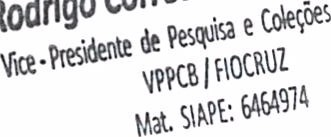 Rodrigo
Vice-Presidente de Pesquisa e Coleções
VPPCB / FIOCRUZ
Mat. SIAPE: 6464974